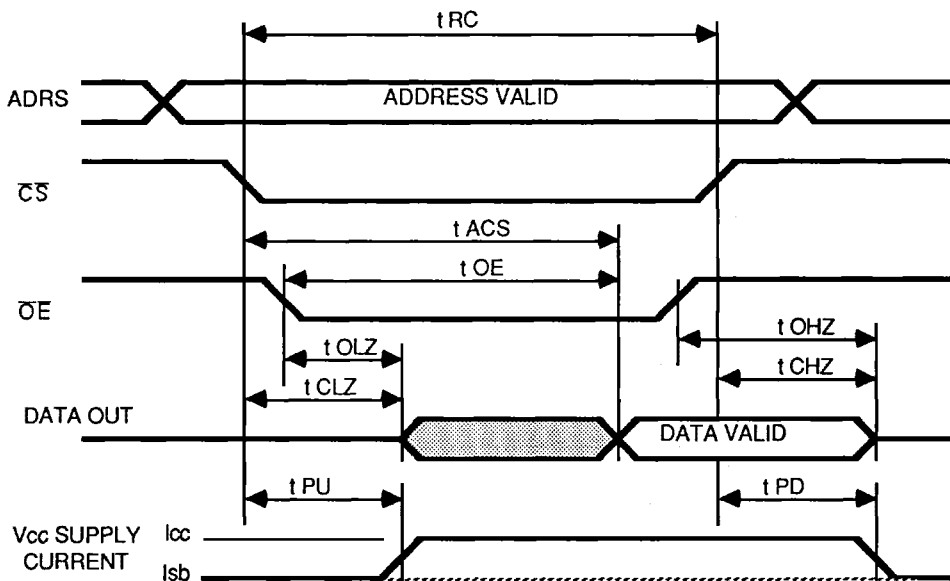 t RC
ADRS
ADDRESS VALID
CS
t ACS
t OE
OE
t OHZ
t OLZ
t CHZ
t CLZ
DATA OUT
DATA VALID
t PU
t PD
Vcc SUPPLY
CURRENT
Icc
Isb